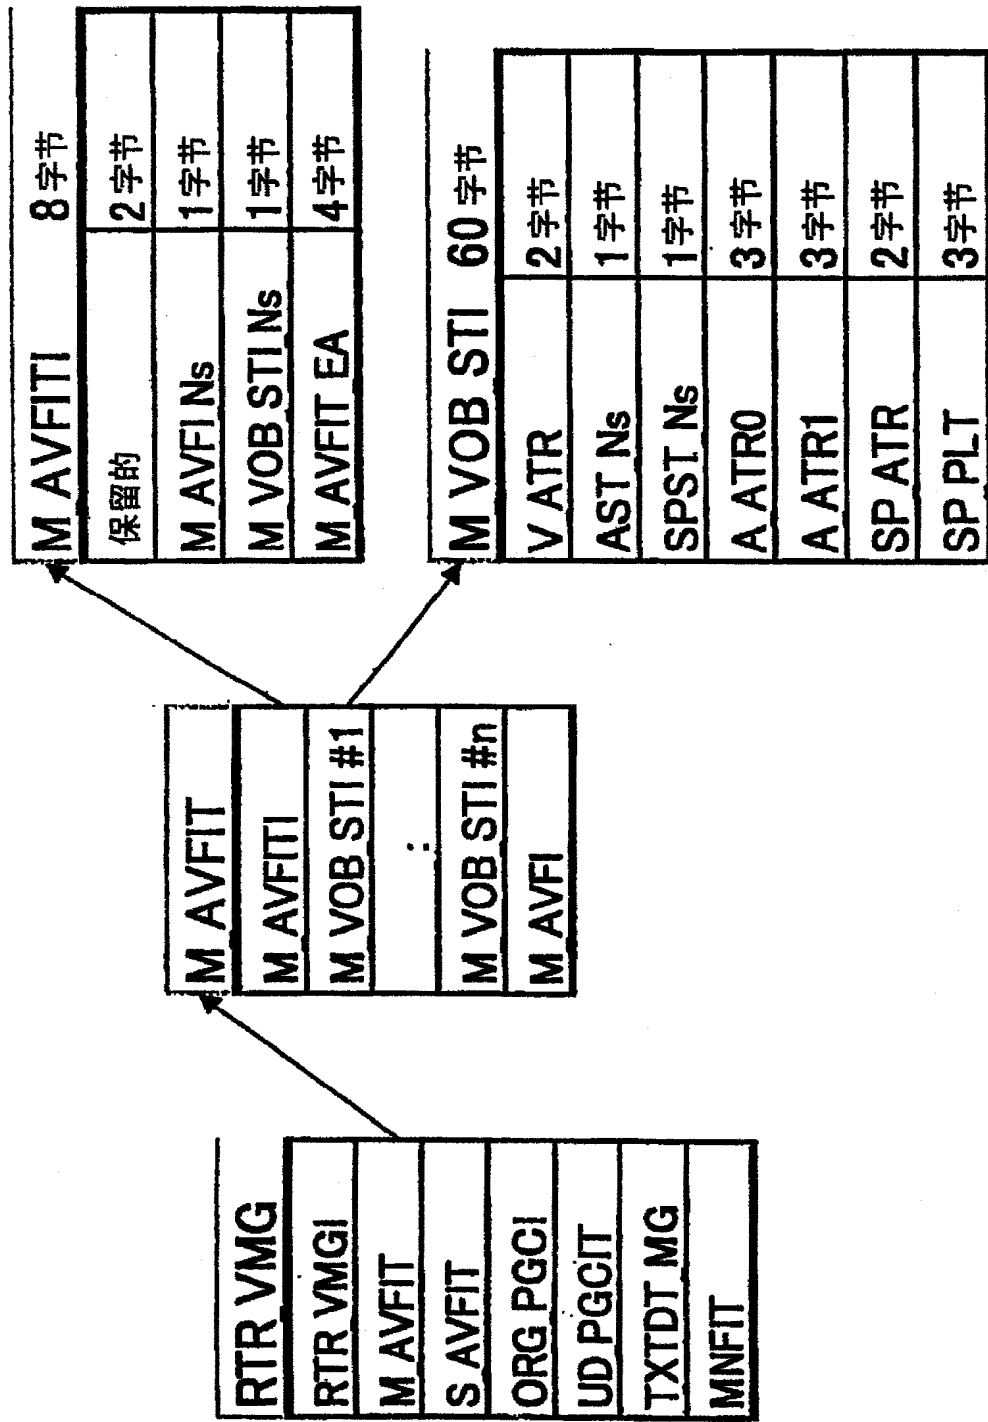 RTR VMG
RTR VMGI
M AVFIT
S AVFIT
ORG PGCI
UD PGCIT
TXTDT MG
MNFIT
M AVFIT
M AVFITI
M VOB STI #1
:
M VOB STI #n
M AVFI
M AVFITI 8字节
保留的 2字节
M AVFI Ns 1字节
M VOB STI Ns 1字节
M AVFIT EA 4字节
M VOB STI 60字节
V ATR 2字节
AST Ns 1字节
SPST Ns 1字节
A ATR0 3字节
A ATR1 3字节
SP ATR 2字节
SP PLT 3字节